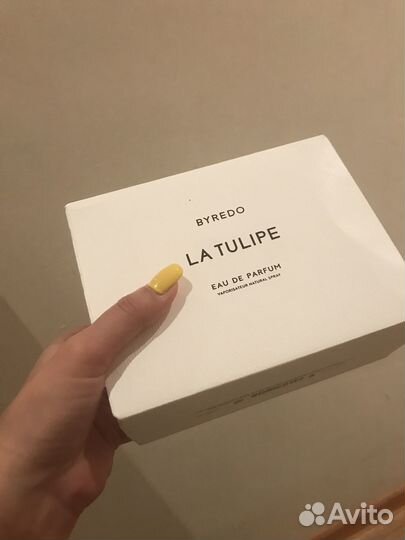 BYREDO
LA TULIPE
EAU DE PARFUM
VAPORISATEUR NATURAL SPRAY
Avito